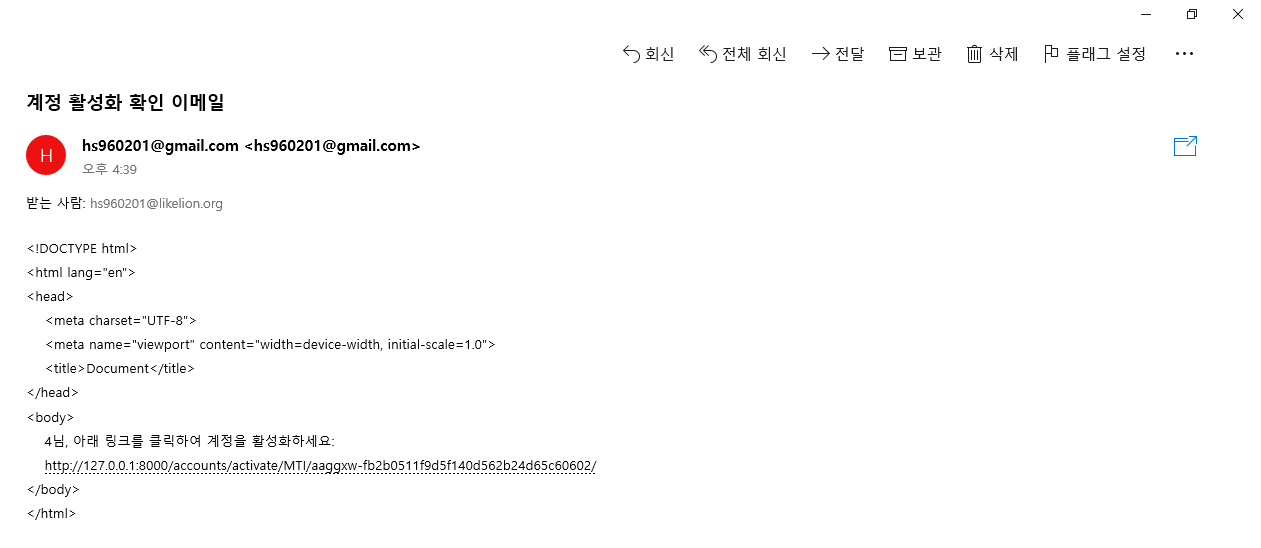 회신 전체 회신 전달 보관 삭제 플래그 설정
계정 활성화 확인 이메일
H
hs960201@gmail.com <hs960201@gmail.com>
오후 4:39
받는 사람: hs960201@likelion.org
<!DOCTYPE html>
<html lang="en">
<head>
<meta charset="UTF-8">
<meta name="viewport" content="width=device-width, initial-scale=1.0">
<title>Document</title>
</head>
<body>
4님, 아래 링크를 클릭하여 계정을 활성화하세요:
http://127.0.0.1:8000/accounts/activate/MTI/aaggxw-fb2b0511f9d5f140d562b24d65c60602/
</body>
</html>